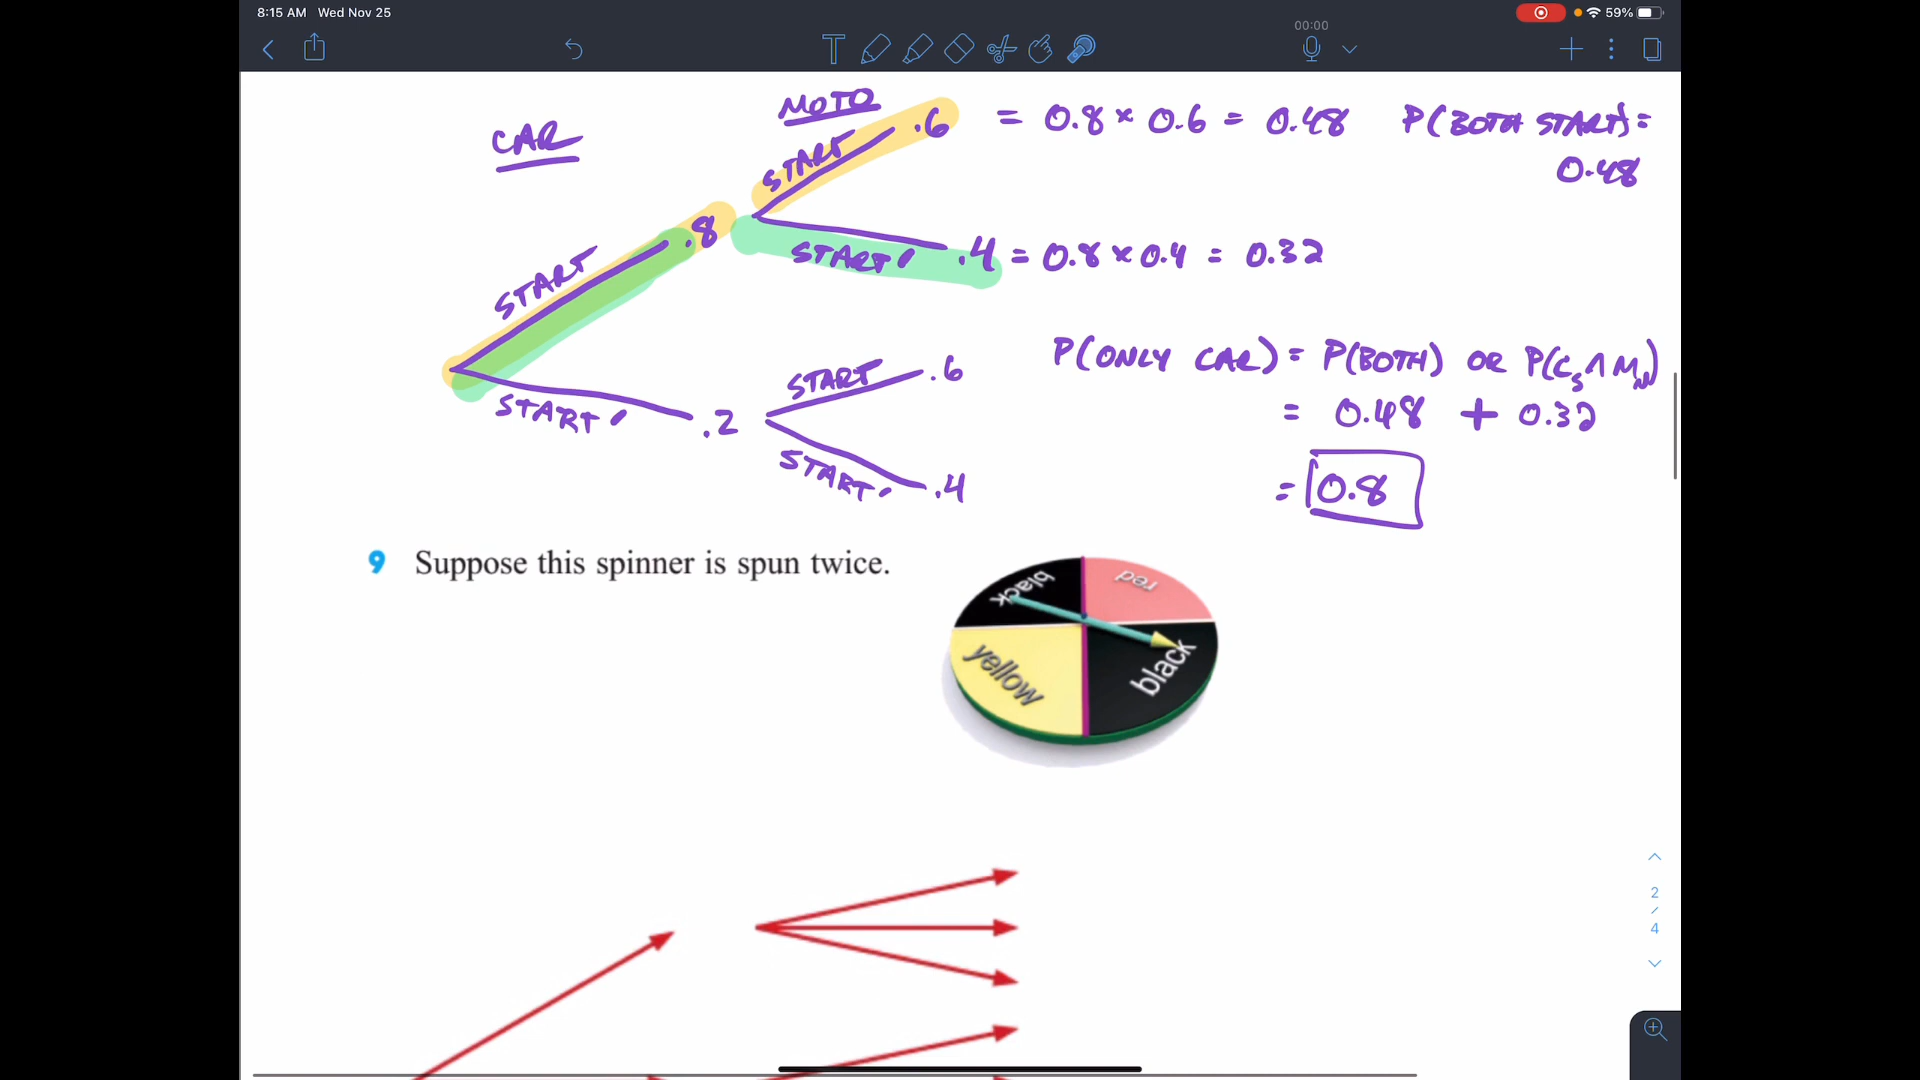 8:15 AM Wed Nov 25
59%
00:00
CAR
MOTO
START .8
START .6 = 0.8 × 0.6 = 0.48
P(BOTH START) =
0.48
START' .4 = 0.8 × 0.4 = 0.32
START' .2
START .6
START' .4
P(ONLY CAR) = P(BOTH) OR P(C_S ∧ M_N)
= 0.48 + 0.32
= 0.8
9 Suppose this spinner is spun twice.
black
red
yellow
black
2
/
4